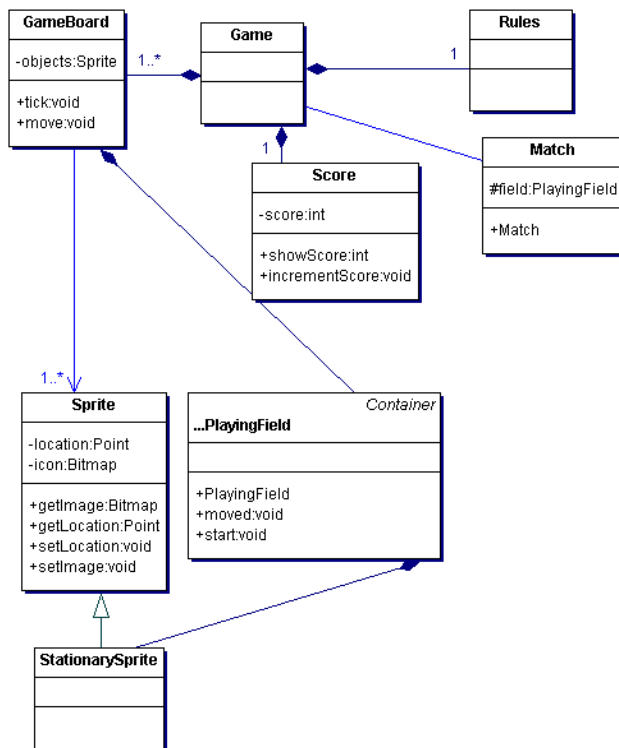 GameBoard
-objects:Sprite
+tick:void
+move:void
1..*
Game
1
Rules
1
Score
-score:int
+showScore:int
+incrementScore:void
Match
#field:PlayingField
+Match
1..*
Sprite
-location:Point
-icon:Bitmap
+getImage:Bitmap
+getLocation:Point
+setLocation:void
+setImage:void
Container
...PlayingField
+PlayingField
+moved:void
+start:void
StationarySprite